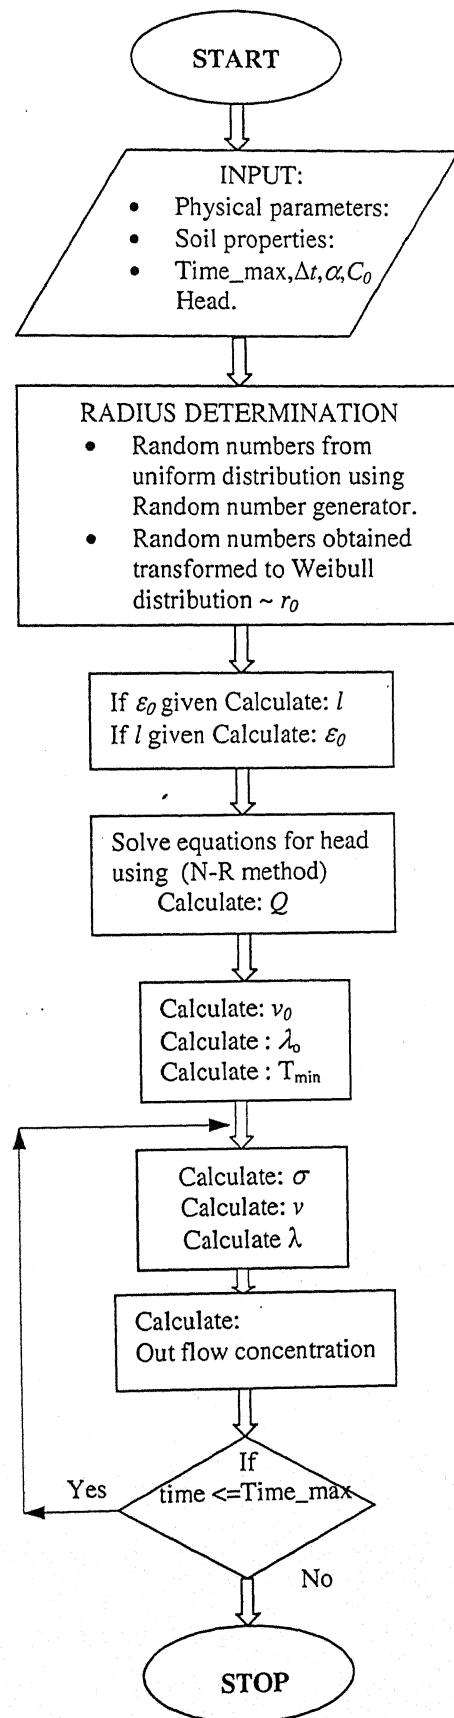 START
INPUT:
• Physical parameters:
• Soil properties:
• Time_max,Δt,α,C₀
Head.
RADIUS DETERMINATION
• Random numbers from
uniform distribution using
Random number generator.
• Random numbers obtained
transformed to Weibull
distribution ~ r₀
If ε₀ given Calculate: l
If l given Calculate: ε₀
Solve equations for head
using (N-R method)
Calculate: Q
Calculate: v₀
Calculate : λₒ
Calculate : Tₘᵢₙ
Calculate: σ
Calculate: v
Calculate λ
Calculate:
Out flow concentration
If
time <=Time_max
Yes
No
STOP